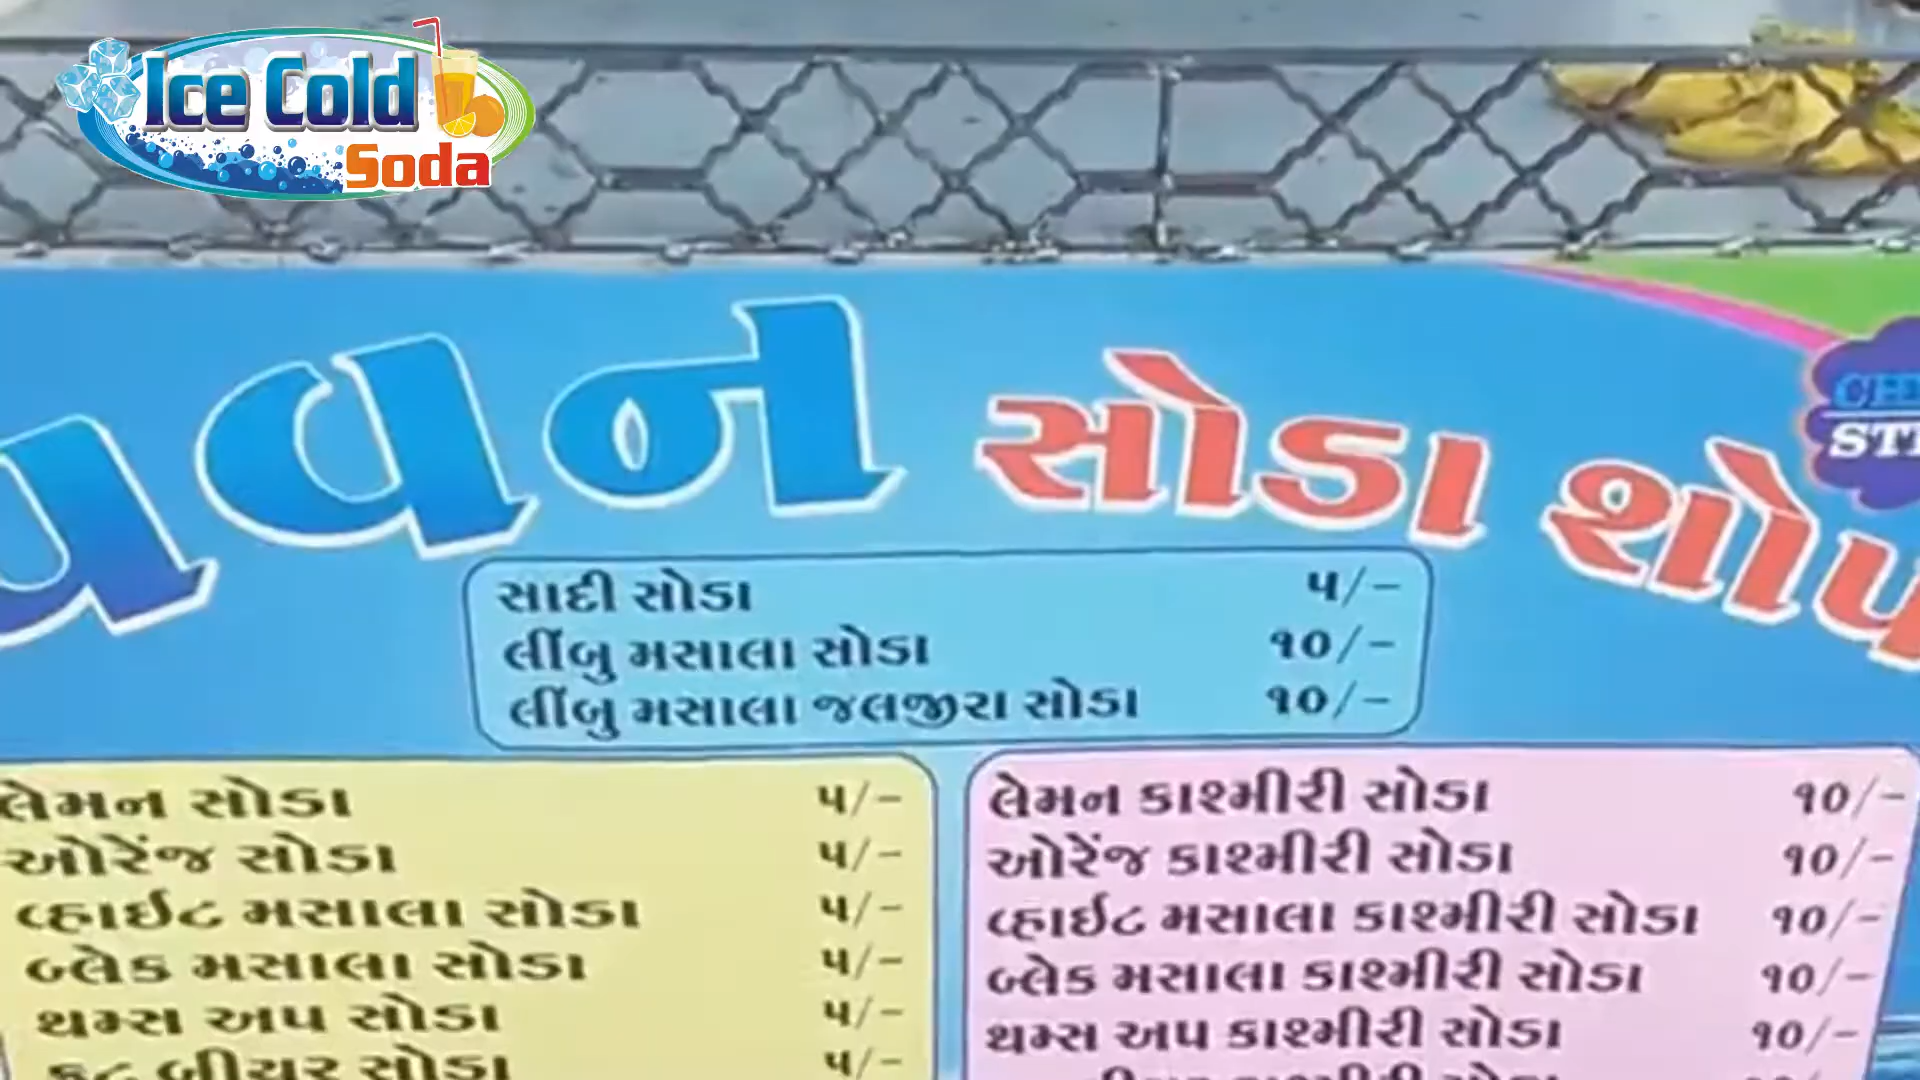 Ice Cold
Soda
પવન સોડા શોપ
સાદી સોડા ૫/-
લીંબુ મસાલા સોડા ૧૦/-
લીંબુ મસાલા જલજીરા સોડા ૧૦/-
લેમન સોડા ૫/-
ઓરેંજ સોડા ૫/-
વ્હાઈટ મસાલા સોડા ૫/-
બ્લેક મસાલા સોડા ૫/-
થમ્સ અપ સોડા ૫/-
બીયર સોડા ૫/-
લેમન કાશ્મીરી સોડા ૧૦/-
ઓરેંજ કાશ્મીરી સોડા ૧૦/-
વ્હાઈટ મસાલા કાશ્મીરી સોડા ૧૦/-
બ્લેક મસાલા કાશ્મીરી સોડા ૧૦/-
થમ્સ અપ કાશ્મીરી સોડા ૧૦/-